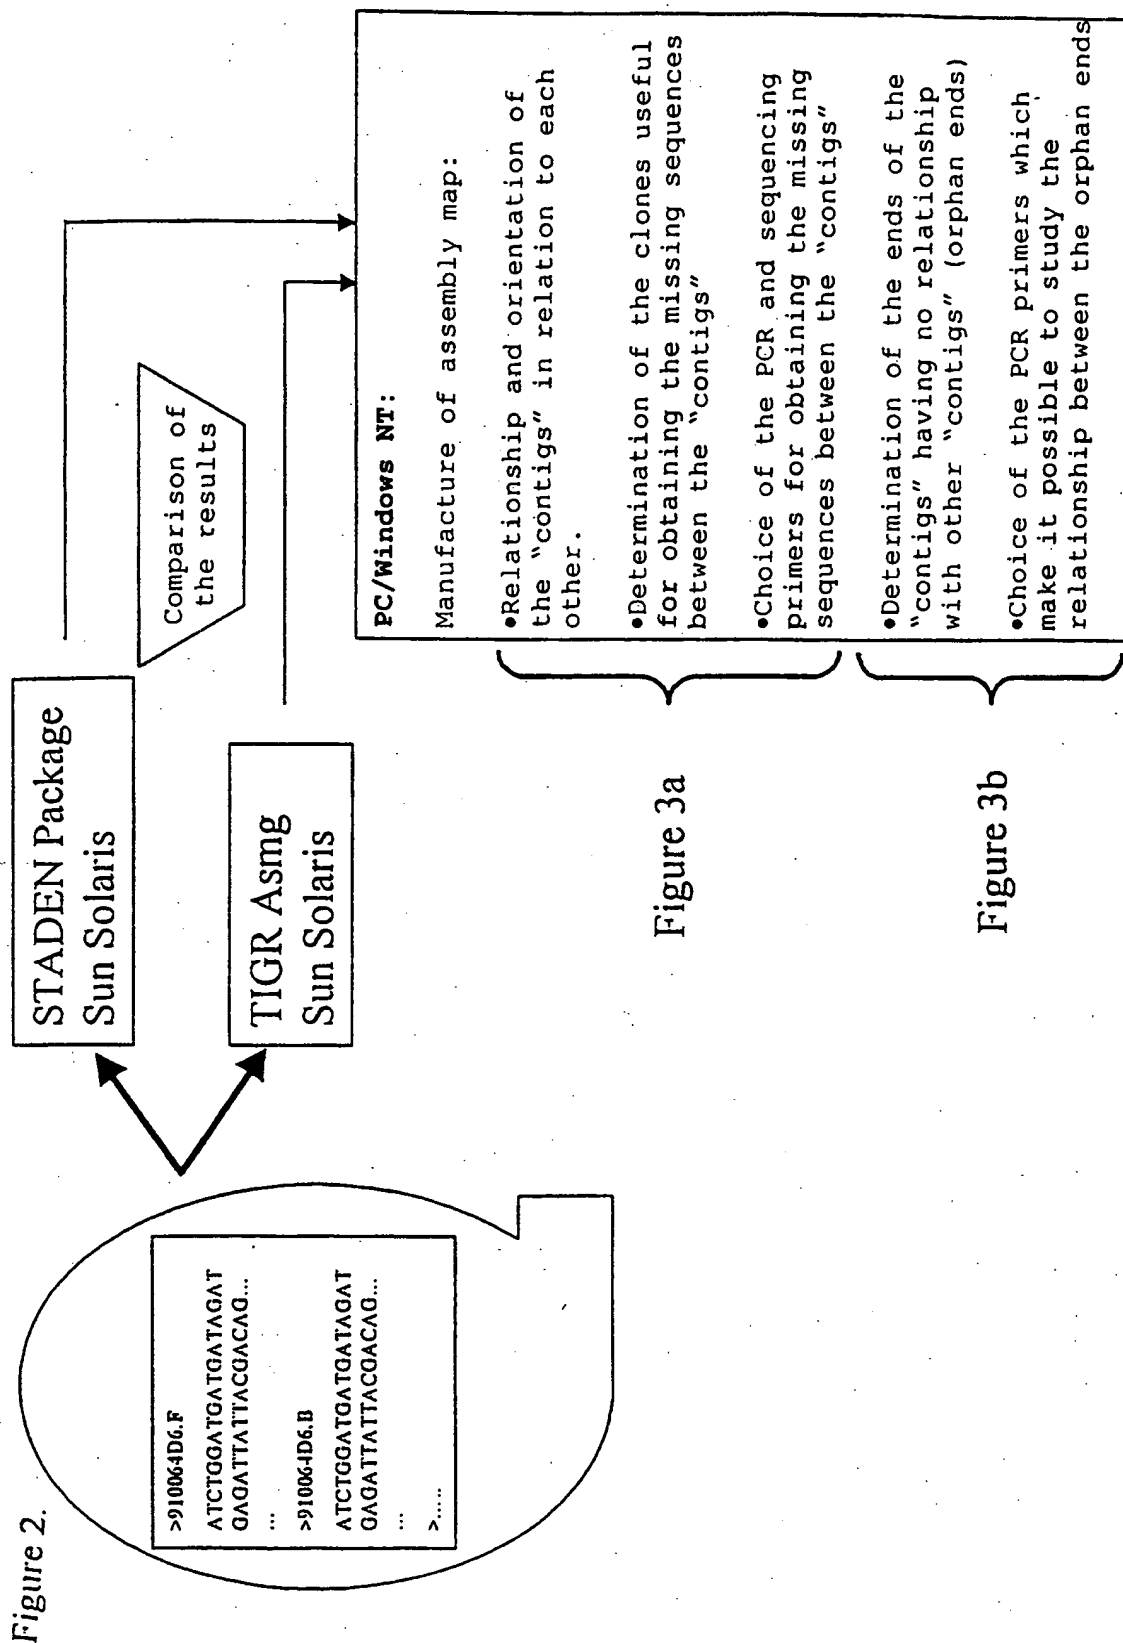 Figure 2.
>910064D6.F
ATCTGGATGATGATAGAT
GAGATTATTACGACAG...
...
>910064D6.B
ATCTGGATGATGATAGAT
GAGATTATTACGACAG...
...
>.....
STADEN Package
Sun Solaris
TIGR Asmg
Sun Solaris
Comparison of
the results
PC/Windows NT:
Manufacture of assembly map:
•Relationship and orientation of
the "contigs" in relation to each
other.
•Determination of the clones useful
for obtaining the missing sequences
between the "contigs"
•Choice of the PCR and sequencing
primers for obtaining the missing
sequences between the "contigs"
•Determination of the ends of the
"contigs" having no relationship
with other "contigs" (orphan ends)
•Choice of the PCR primers which
make it possible to study the
relationship between the orphan ends
Figure 3a
Figure 3b